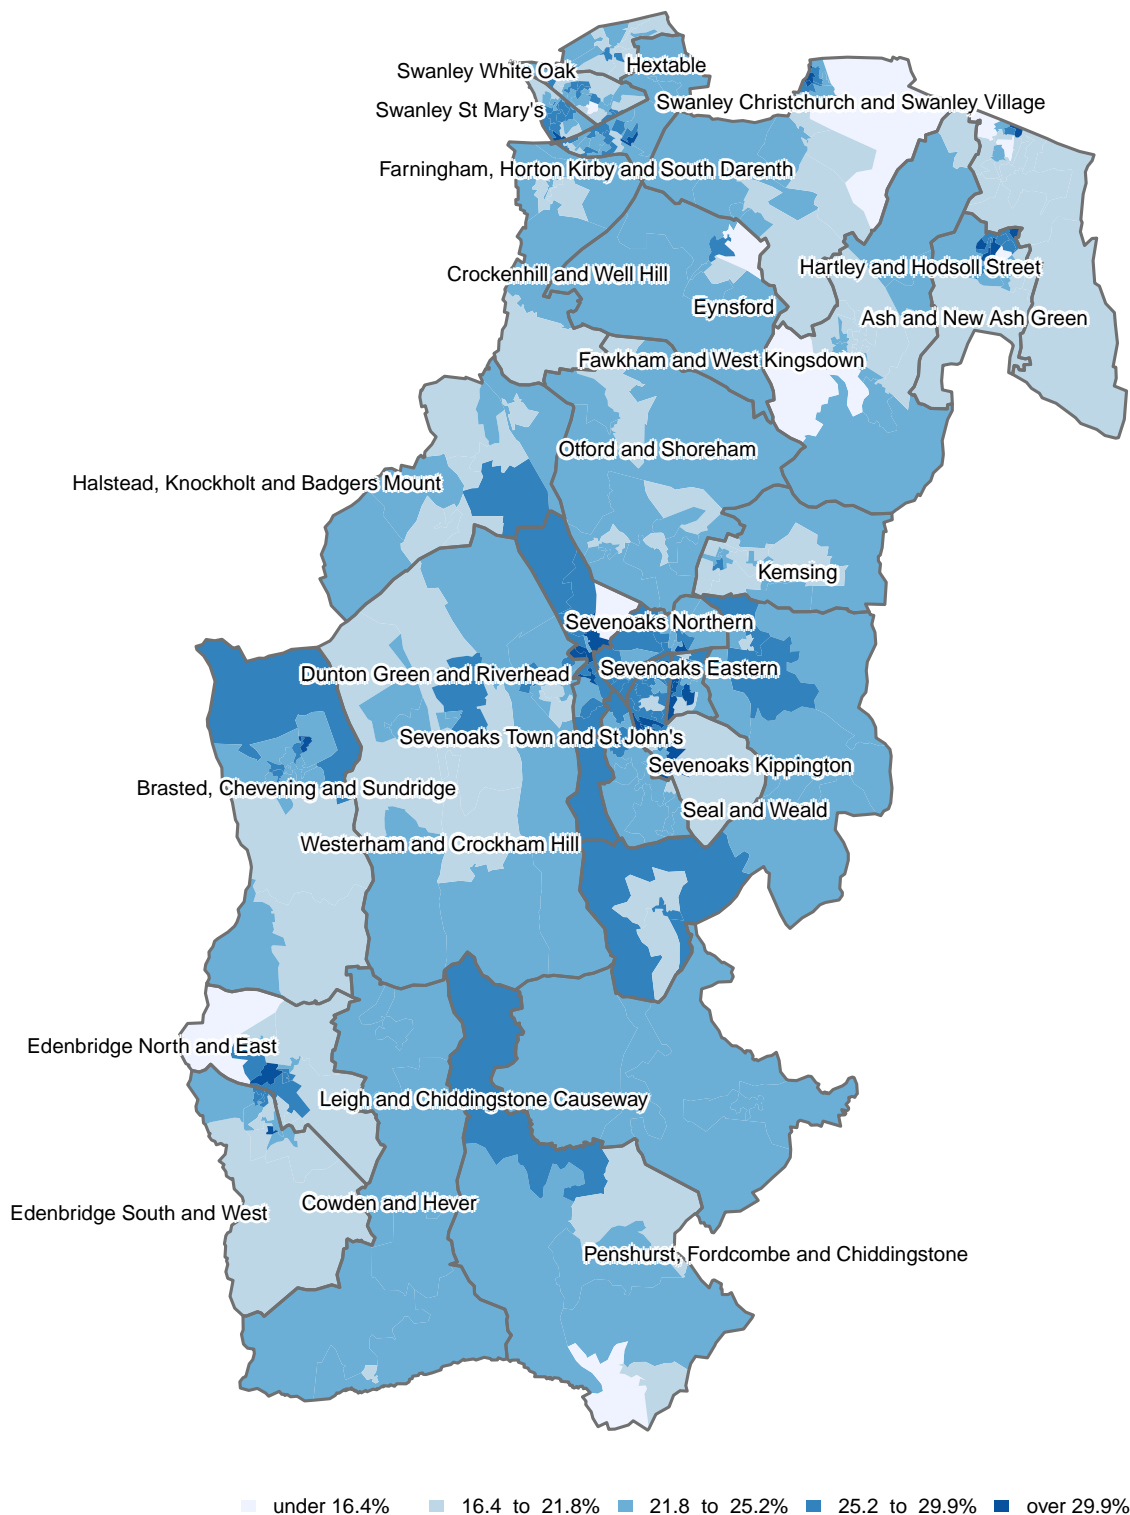 Hextable
Swanley White Oak
Swanley Christchurch and Swanley Village
Swanley St Mary's
Farningham, Horton Kirby and South Darenth
Hartley and Hodsoll Street
Crockenhill and Well Hill
Eynsford
Ash and New Ash Green
Fawkham and West Kingsdown
Otford and Shoreham
Halstead, Knockholt and Badgers Mount
Kemsing
Sevenoaks Northern
Sevenoaks Eastern
Dunton Green and Riverhead
Sevenoaks Town and St John's
Sevenoaks Kippington
Brasted, Chevening and Sundridge
Seal and Weald
Westerham and Crockham Hill
Edenbridge North and East
Leigh and Chiddingstone Causeway
Cowden and Hever
Edenbridge South and West
Penshurst, Fordcombe and Chiddingstone
under 16.4% 16.4 to 21.8% 21.8 to 25.2% 25.2 to 29.9% over 29.9%